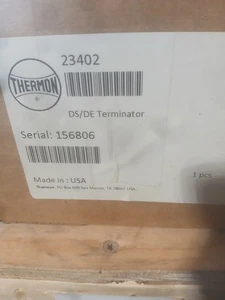 THERMON
®
23402
DS/DE Terminator
Serial: 156806
Made in : USA
1 pcs